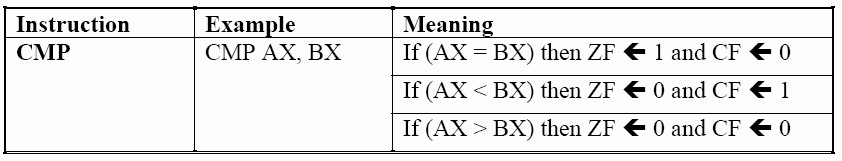 Instruction Example Meaning
CMP CMP AX, BX If (AX = BX) then ZF 🡸 1 and CF 🡸 0
If (AX < BX) then ZF 🡸 0 and CF 🡸 1
If (AX > BX) then ZF 🡸 0 and CF 🡸 0